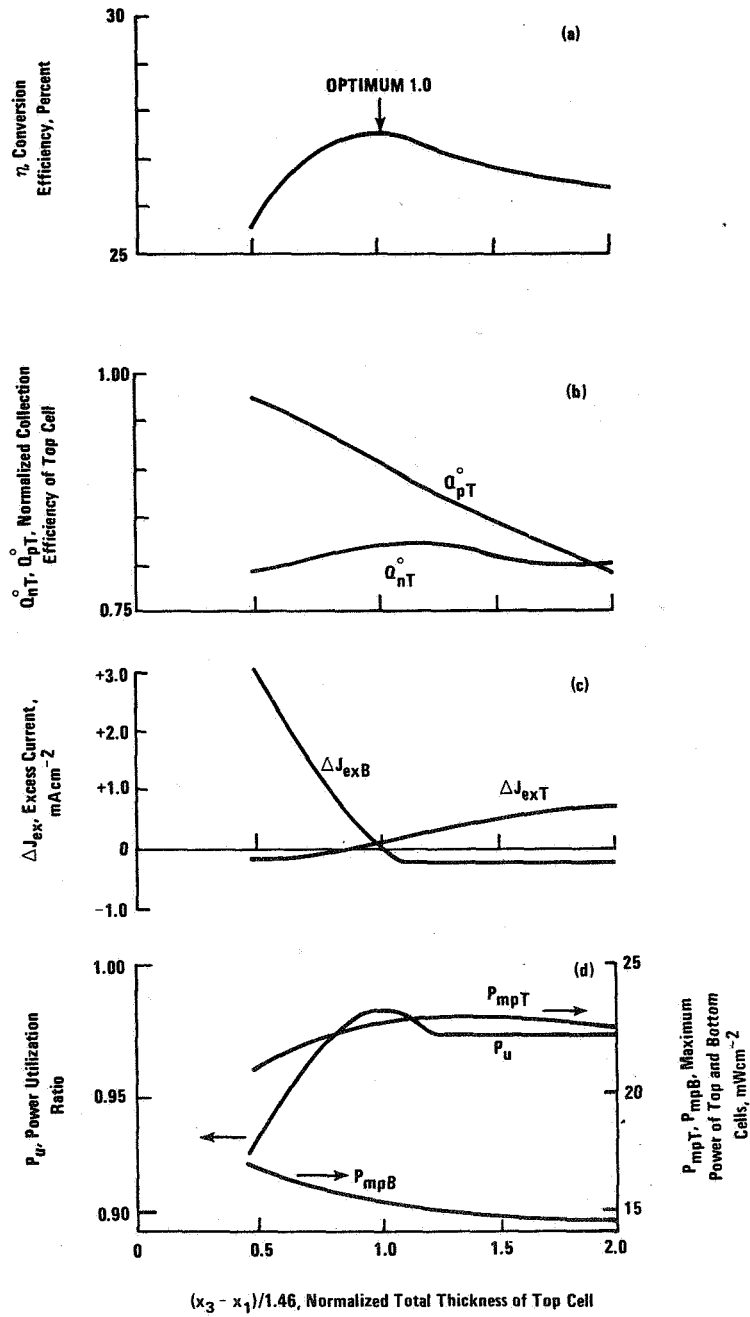 30
(a)
OPTIMUM 1.0
η, Conversion
Efficiency, Percent
25
1.00
(b)
Q°nT, Q°pT, Normalized Collection
Efficiency of Top Cell
Q°pT
Q°nT
0.75
+3.0
(c)
+2.0
ΔJexB
ΔJex, Excess Current,
mAcm-2
+1.0
ΔJexT
0
-1.0
1.00
(d)
25
PmpT
Pu
Pu, Power Utilization
Ratio
0.95
20
PmpT, PmpB, Maximum
Power of Top and Bottom
Cells, mWcm-2
PmpB
0.90
15
0 0.5 1.0 1.5 2.0
(x3 - x1)/1.46, Normalized Total Thickness of Top Cell